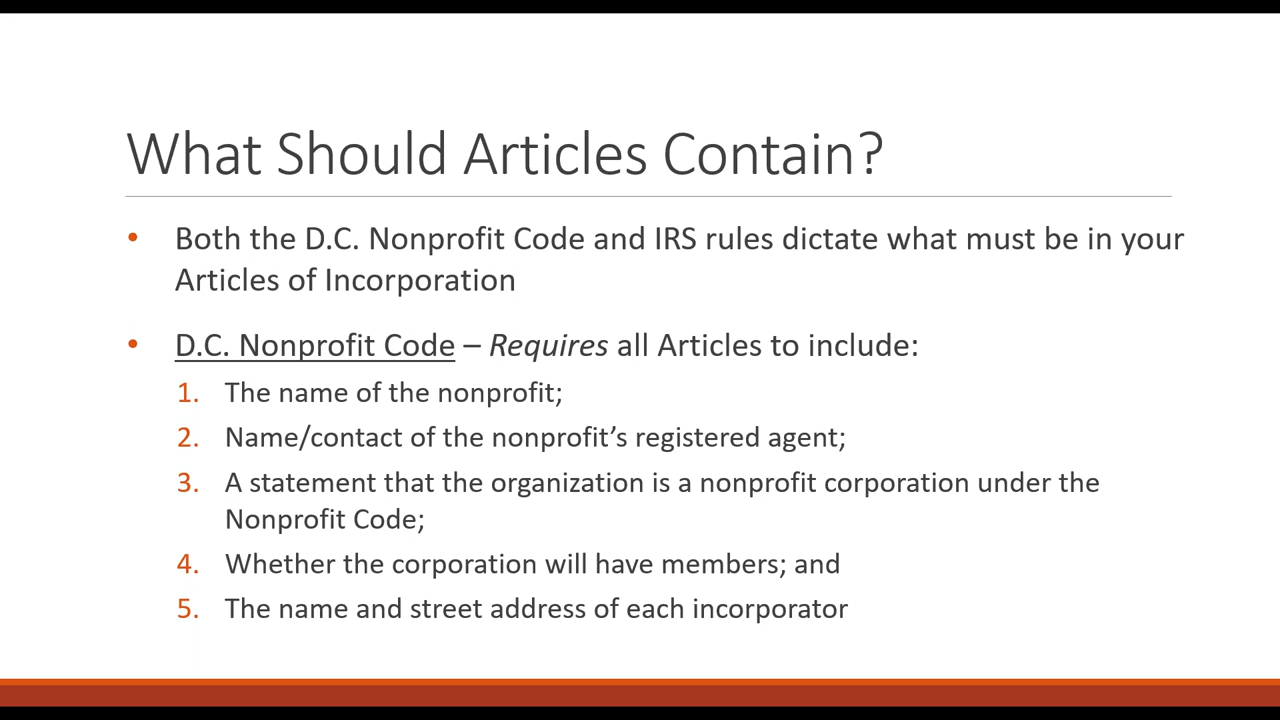 What Should Articles Contain?
• Both the D.C. Nonprofit Code and IRS rules dictate what must be in your
Articles of Incorporation
• D.C. Nonprofit Code – Requires all Articles to include:
1. The name of the nonprofit;
2. Name/contact of the nonprofit’s registered agent;
3. A statement that the organization is a nonprofit corporation under the
Nonprofit Code;
4. Whether the corporation will have members; and
5. The name and street address of each incorporator